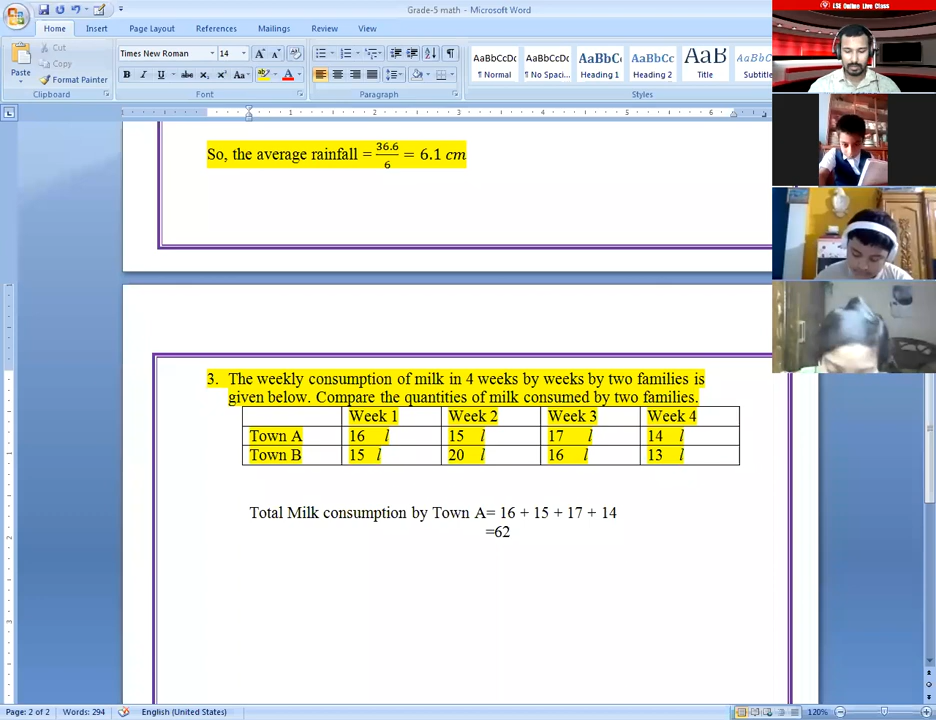 Grade-5 math - Microsoft Word
LSI Online Live Class
Home Insert Page Layout References Mailings Review View
Cut
Copy
Format Painter
Paste
Clipboard
Times New Roman 14
Font
Paragraph
AaBbCcDc AaBbCcDc AaBbC AaBbCc AaB AaBbCc
¶ Normal ¶ No Spaci... Heading 1 Heading 2 Title Subtitle
Styles
So, the average rainfall = 36.6/6 = 6.1 cm
3. The weekly consumption of milk in 4 weeks by weeks by two families is
given below. Compare the quantities of milk consumed by two families.
Week 1 Week 2 Week 3 Week 4
Town A 16 l 15 l 17 l 14 l
Town B 15 l 20 l 16 l 13 l
Total Milk consumption by Town A= 16 + 15 + 17 + 14
=62
Page: 2 of 2 Words: 294 English (United States) 120%